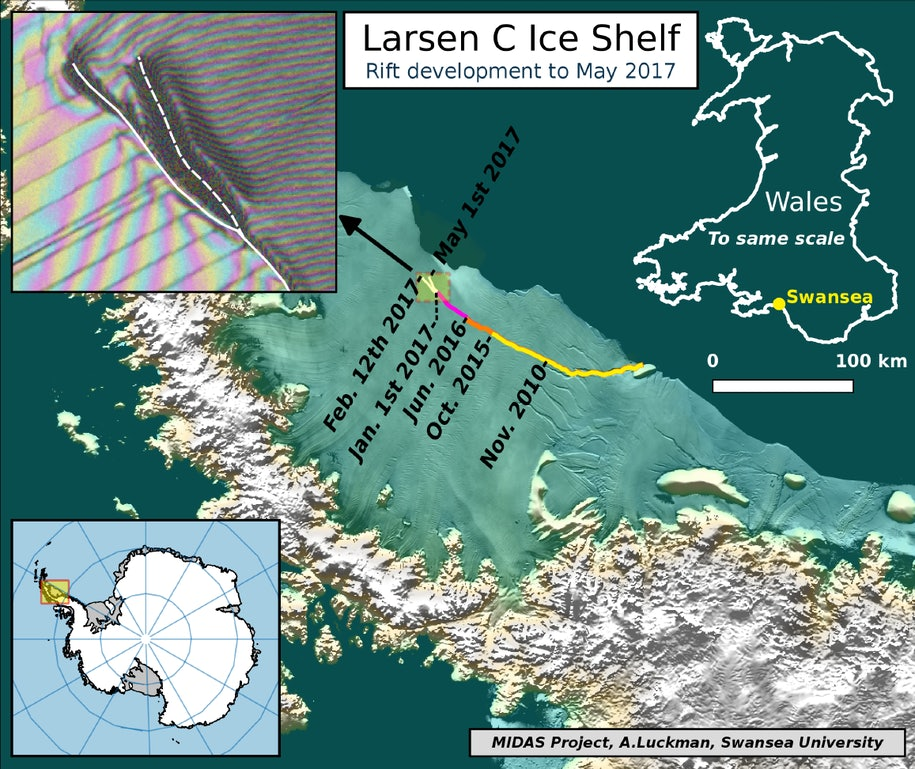 Larsen C Ice Shelf
Rift development to May 2017
Wales
To same scale
Swansea
0 100 km
May 1st 2017
Feb. 12th 2017
Jan. 1st 2017
Jun. 2016
Oct. 2015
Nov. 2010
MIDAS Project, A.Luckman, Swansea University